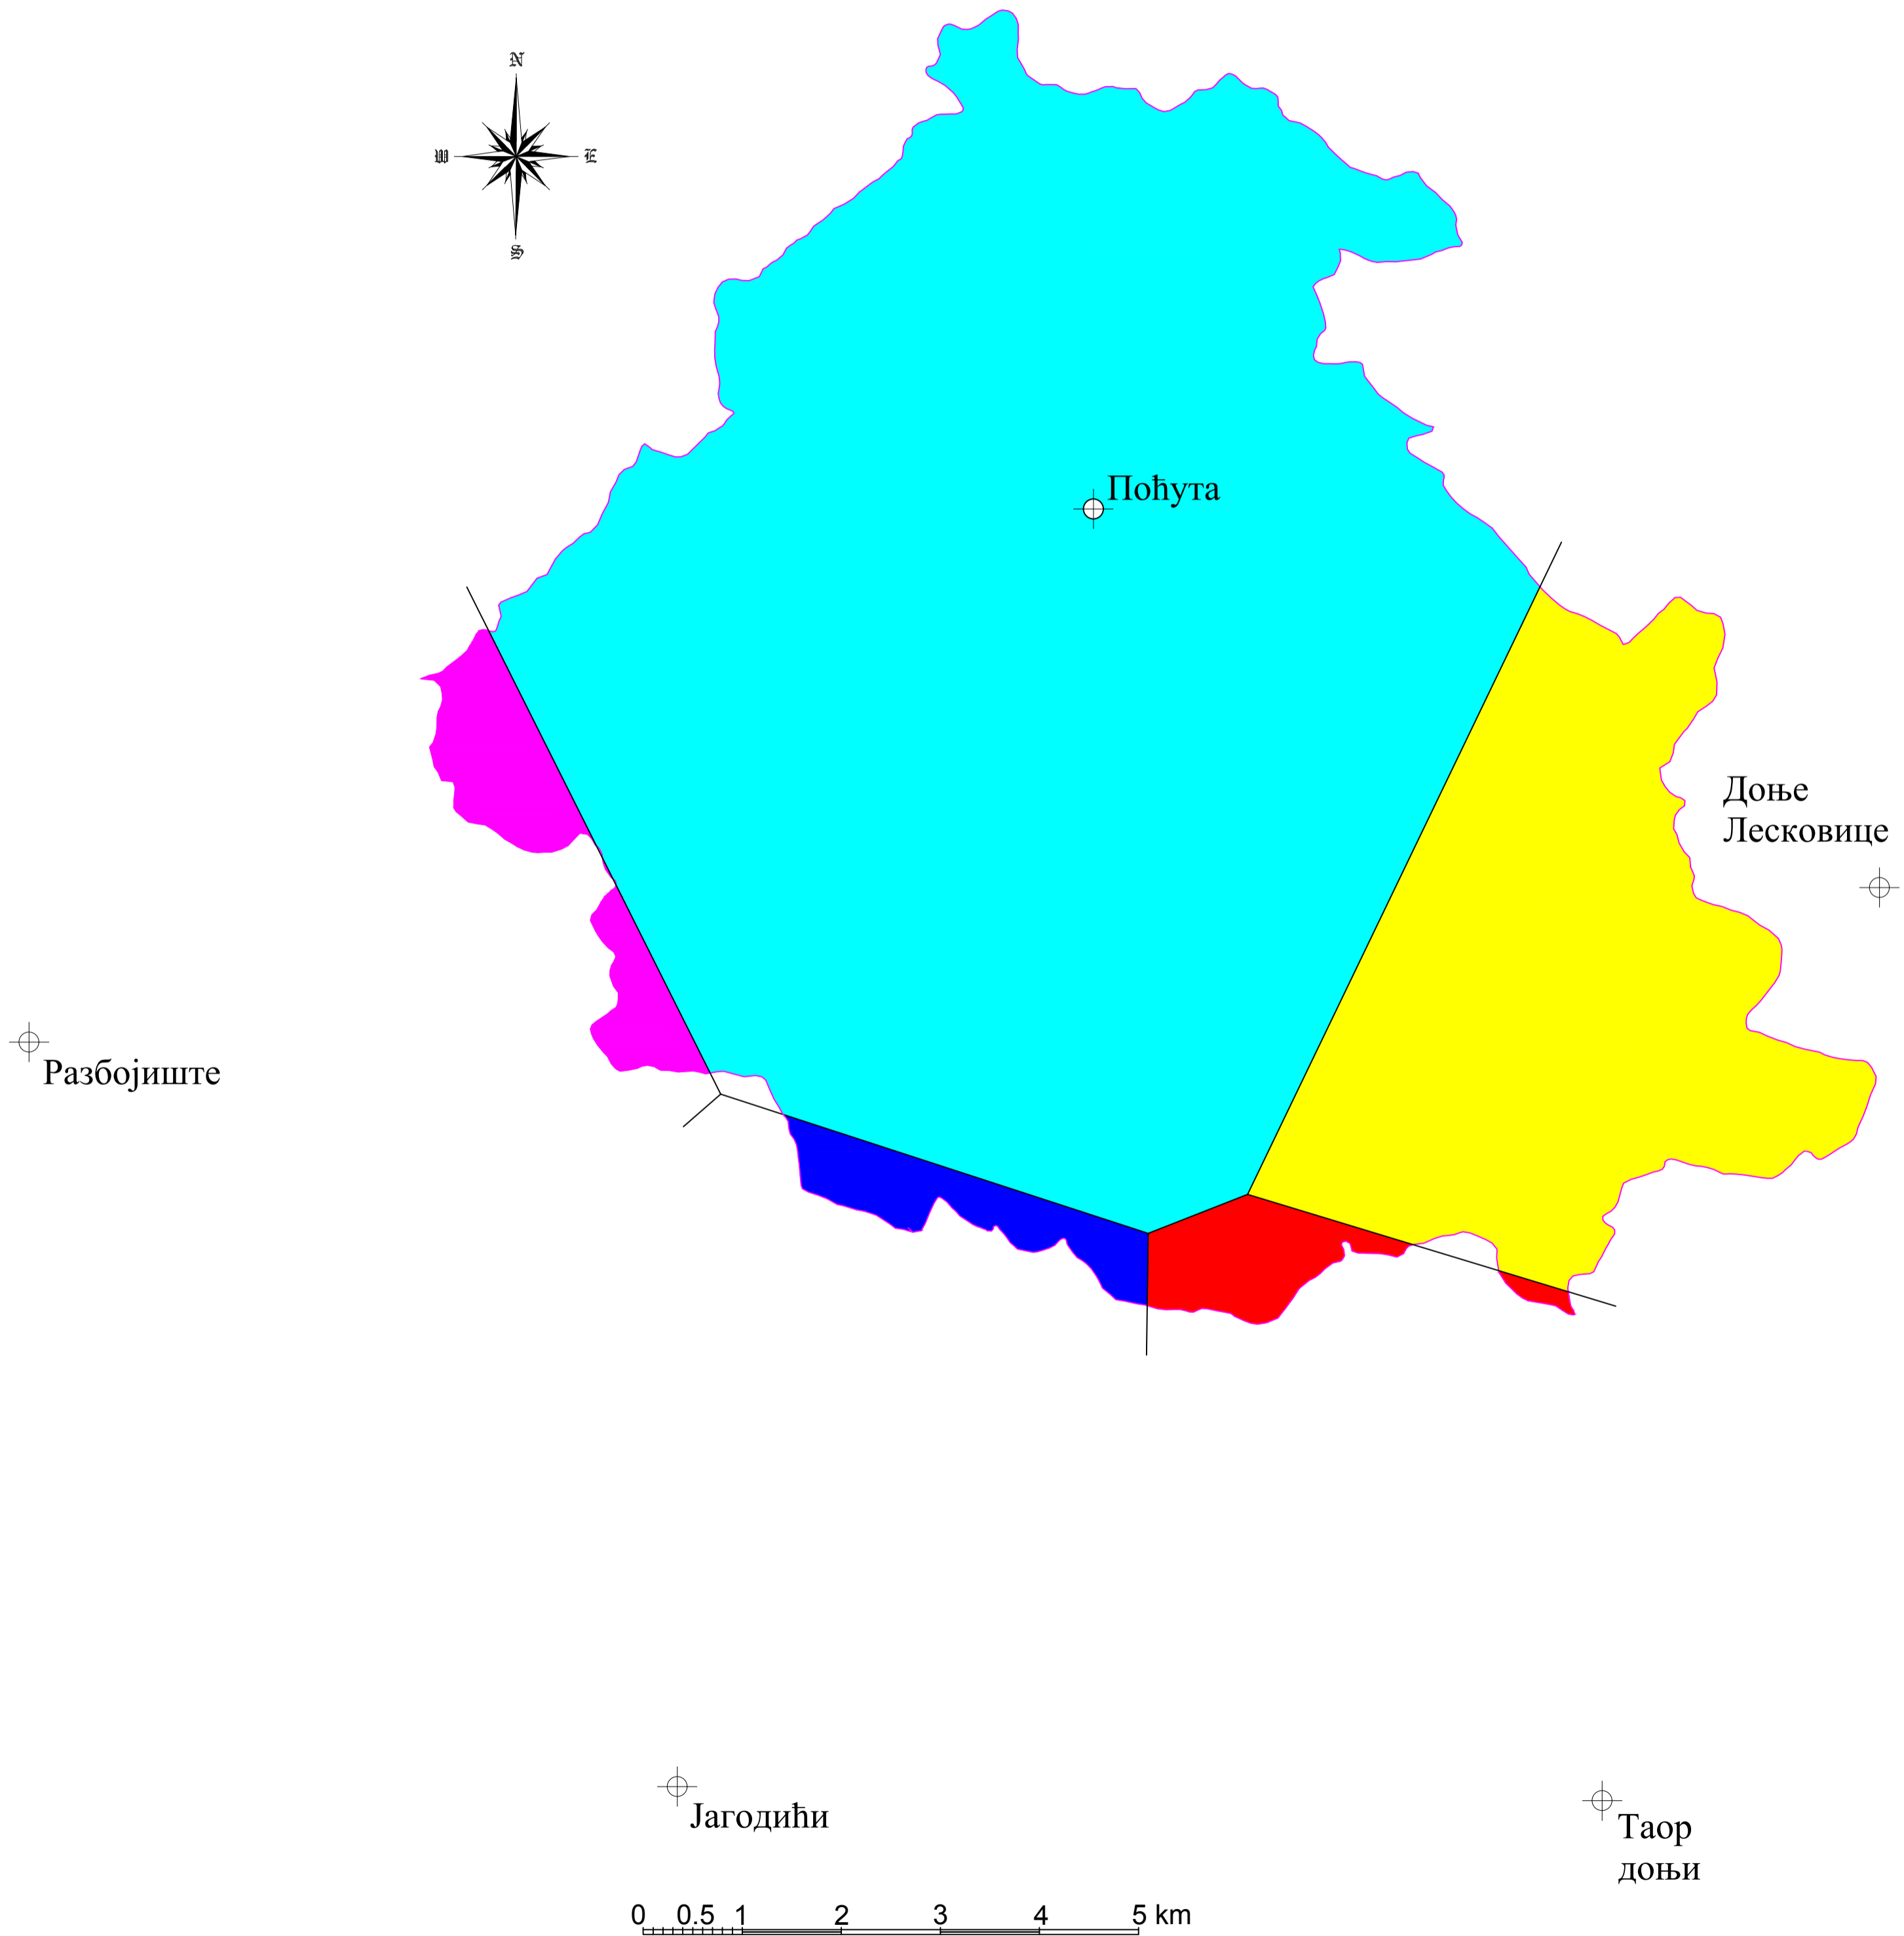 N
W
E
S
Поћута
Доње
Лесковице
Разбојиште
Јагодићи
Таор
доњи
0 0.5 1 2 3 4 5 km